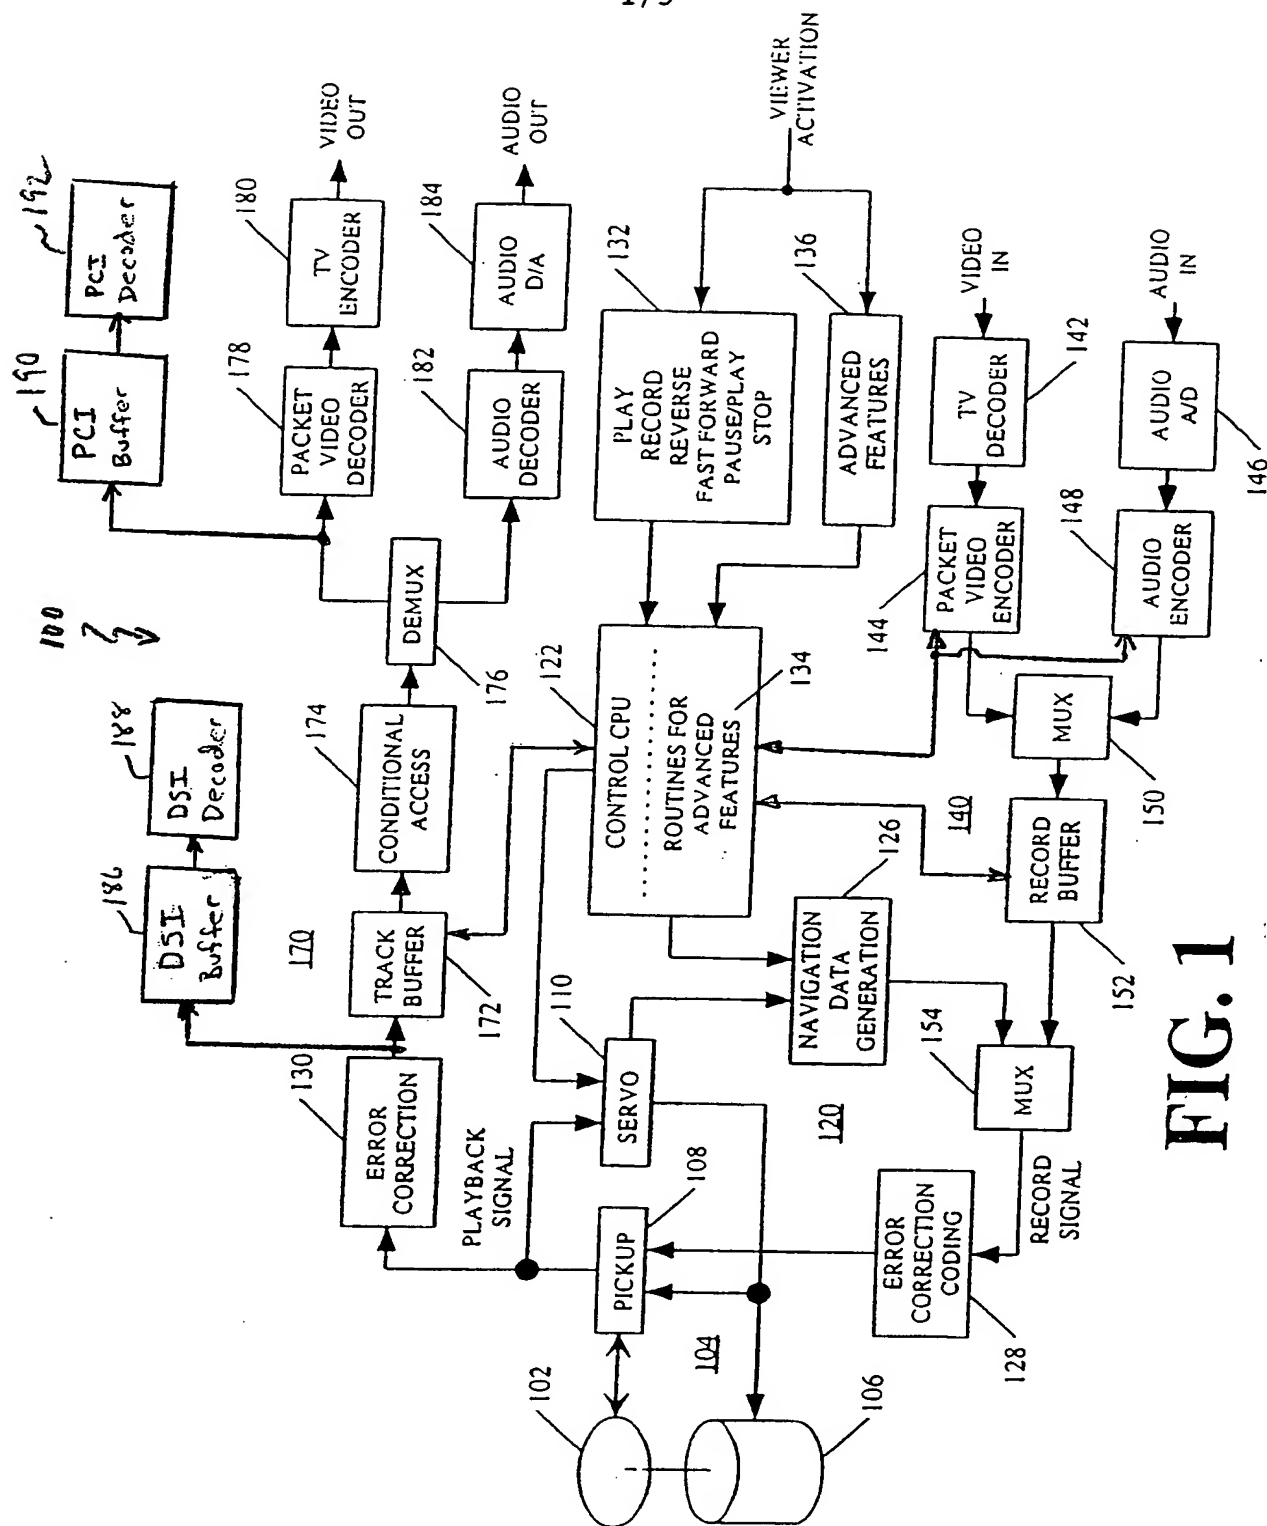 1/5
100
DSI
Buffer
186
DSI
Decoder
188
PCI
Buffer
190
PCI
Decoder
192
ERROR
CORRECTION
130
TRACK
BUFFER
172
170
CONDITIONAL
ACCESS
174
DEMUX
176
PACKET
VIDEO
DECODER
178
TV
ENCODER
180
VIDEO
OUT
AUDIO
DECODER
182
AUDIO
D/A
184
AUDIO
OUT
PLAYBACK
SIGNAL
102
PICKUP
108
104
106
SERVO
110
CONTROL CPU
122
ROUTINES FOR
ADVANCED
FEATURES
134
PLAY
RECORD
REVERSE
FAST FORWARD
PAUSE/PLAY
STOP
132
VIEWER
ACTIVATION
ADVANCED
FEATURES
136
120
NAVIGATION
DATA
GENERATION
126
140
ERROR
CORRECTION
CODING
128
RECORD
SIGNAL
MUX
154
RECORD
BUFFER
152
MUX
150
PACKET
VIDEO
ENCODER
144
TV
DECODER
142
VIDEO
IN
AUDIO
ENCODER
148
AUDIO
A/D
146
AUDIO
IN
FIG. 1